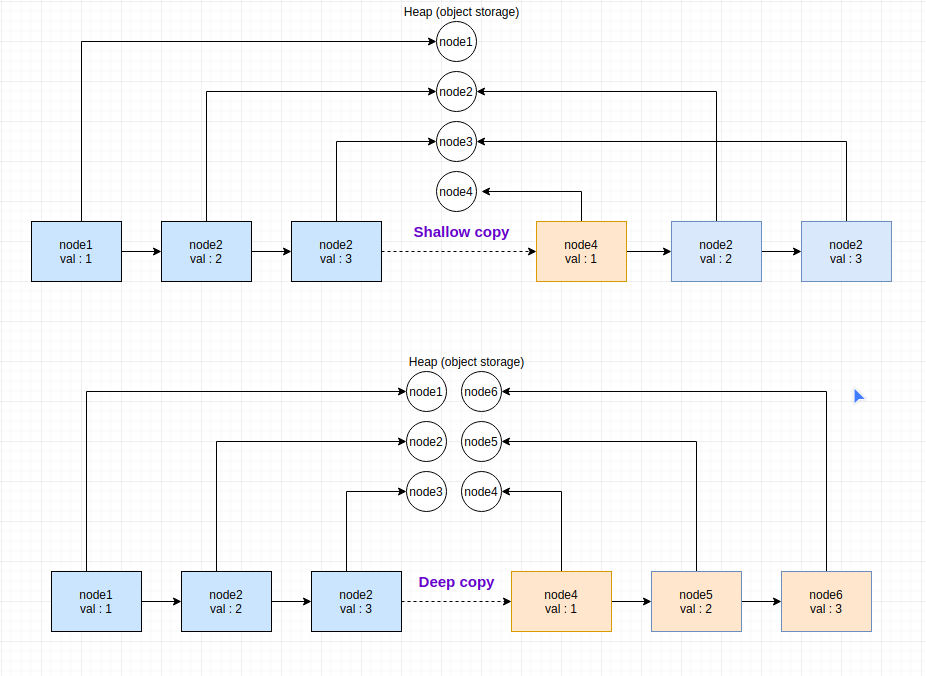 Heap (object storage)
node1
node2
node3
node4
Shallow copy
node1
val : 1
node2
val : 2
node2
val : 3
node4
val : 1
node2
val : 2
node2
val : 3
Heap (object storage)
node1
node6
node2
node5
node3
node4
Deep copy
node1
val : 1
node2
val : 2
node2
val : 3
node4
val : 1
node5
val : 2
node6
val : 3